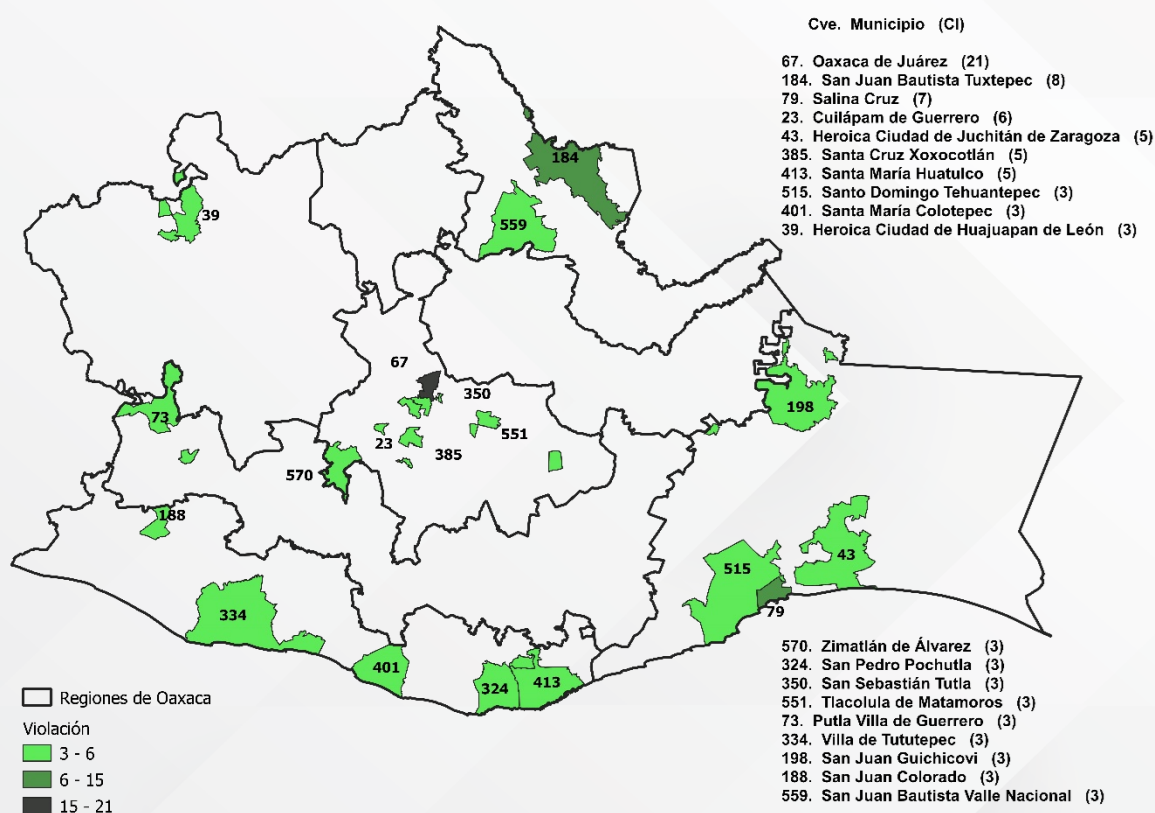 Cve. Municipio (CI)
67. Oaxaca de Juárez (21)
184. San Juan Bautista Tuxtepec (8)
79. Salina Cruz (7)
23. Cuilápam de Guerrero (6)
43. Heroica Ciudad de Juchitán de Zaragoza (5)
385. Santa Cruz Xoxocotlán (5)
413. Santa María Huatulco (5)
515. Santo Domingo Tehuantepec (3)
401. Santa María Colotepec (3)
39. Heroica Ciudad de Huajuapan de León (3)
184
39
559
67
350
198
73
551
23
385
570
188
43
515
79
334
401
324
413
570. Zimatlán de Álvarez (3)
324. San Pedro Pochutla (3)
350. San Sebastián Tutla (3)
551. Tlacolula de Matamoros (3)
73. Putla Villa de Guerrero (3)
334. Villa de Tututepec (3)
198. San Juan Guichicovi (3)
188. San Juan Colorado (3)
559. San Juan Bautista Valle Nacional (3)
Regiones de Oaxaca
Violación
3 - 6
6 - 15
15 - 21